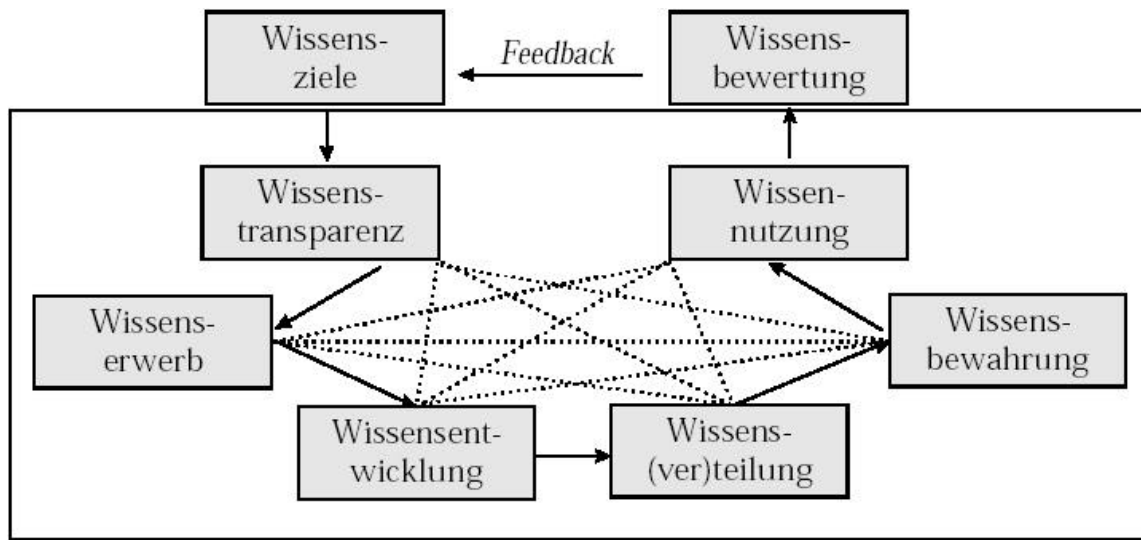 Wissens-
ziele
Feedback
Wissens-
bewertung
Wissens-
transparenz
Wissen-
nutzung
Wissens-
erwerb
Wissens-
bewahrung
Wissensent-
wicklung
Wissens-
(ver)teilung